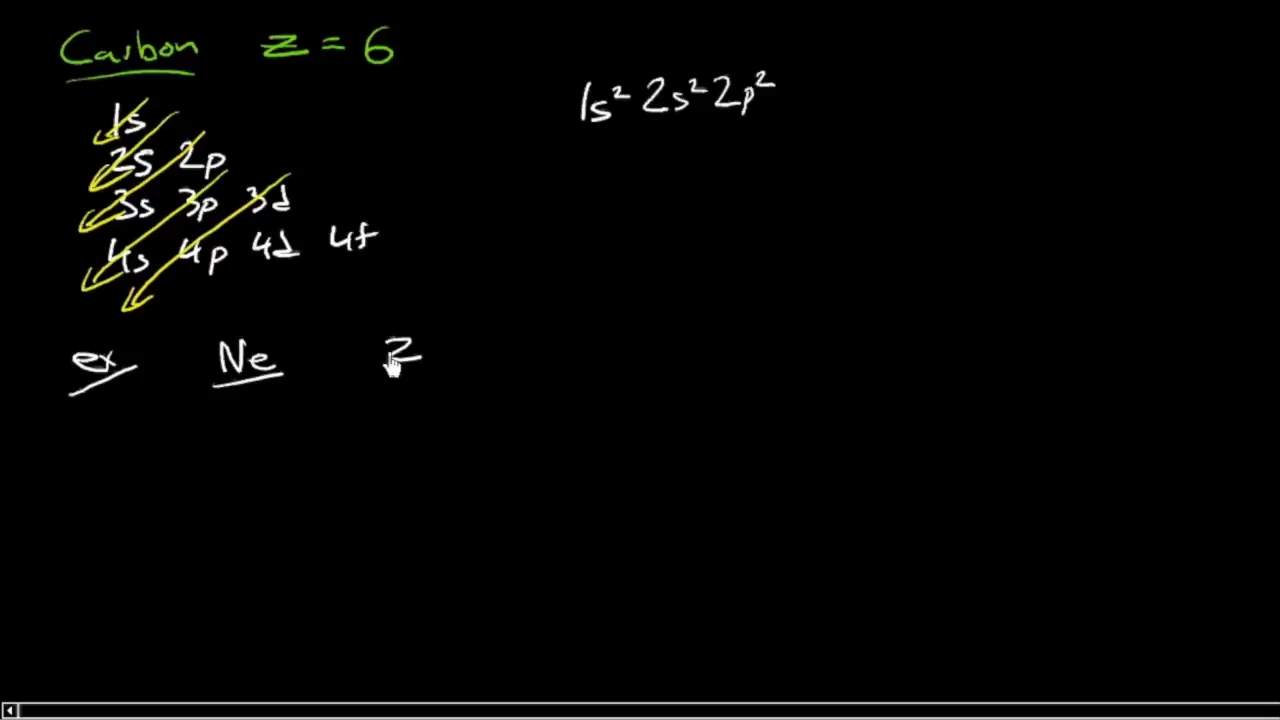 Carbon Z = 6
1s² 2s² 2p²
1s
2s 2p
3s 3p 3d
4s 4p 4d 4f
ex Ne Z